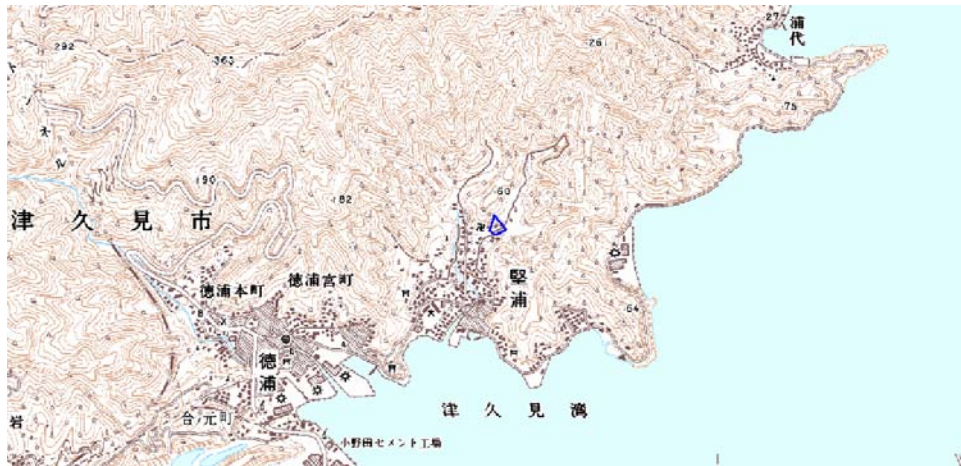 292
363
261
27
浦代
75
190
182
60
津久見市
堅浦
徳浦本町
徳浦宮町
64
徳浦
台元町
津久見湾
岩
小野田セメント工場